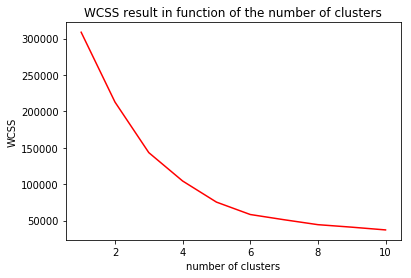 WCSS result in function of the number of clusters
300000
250000
200000
150000
100000
50000
WCSS
2 4 6 8 10
number of clusters